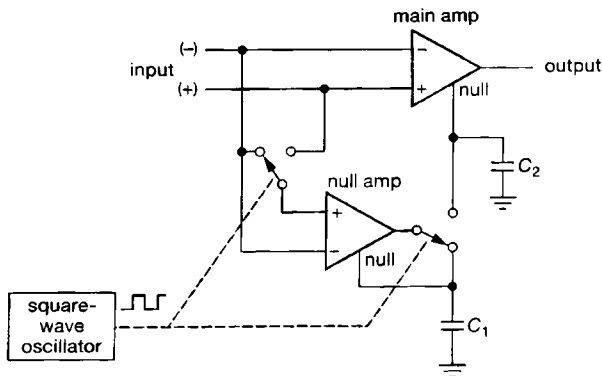 main amp
(−)
−
input
output
(+)
+
null
C2
null amp
+
−
null
square-
wave
oscillator
C1